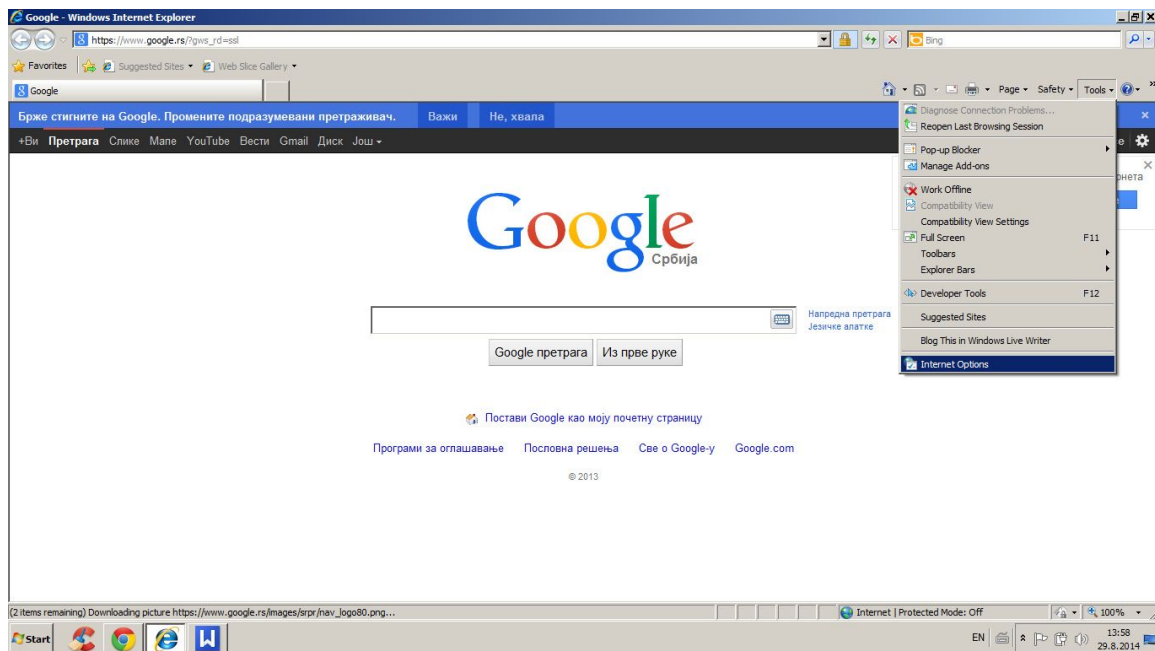 Google - Windows Internet Explorer
https://www.google.rs/?gws_rd=ssl
Bing
Favorites Suggested Sites Web Slice Gallery
Google
Page Safety Tools
Брже стигните на Google. Промените подразумевани претраживач. Важи Не, хвала
+Ви Претрага Слике Мапе YouTube Вести Gmail Диск Још
Diagnose Connection Problems...
Reopen Last Browsing Session
Pop-up Blocker
Manage Add-ons
Work Offline
Compatibility View
Compatibility View Settings
Full Screen F11
Toolbars
Explorer Bars
Developer Tools F12
Suggested Sites
Blog This in Windows Live Writer
Internet Options
Google
Србија
Напредна претрага
Језичке алатке
Google претрага Из прве руке
Постави Google као моју почетну страницу
Програми за оглашавање Пословна решења Све о Google-у Google.com
© 2013
(2 items remaining) Downloading picture https://www.google.rs/images/srpr/nav_logo80.png...
Internet | Protected Mode: Off 100%
Start
EN 13:58
29.8.2014